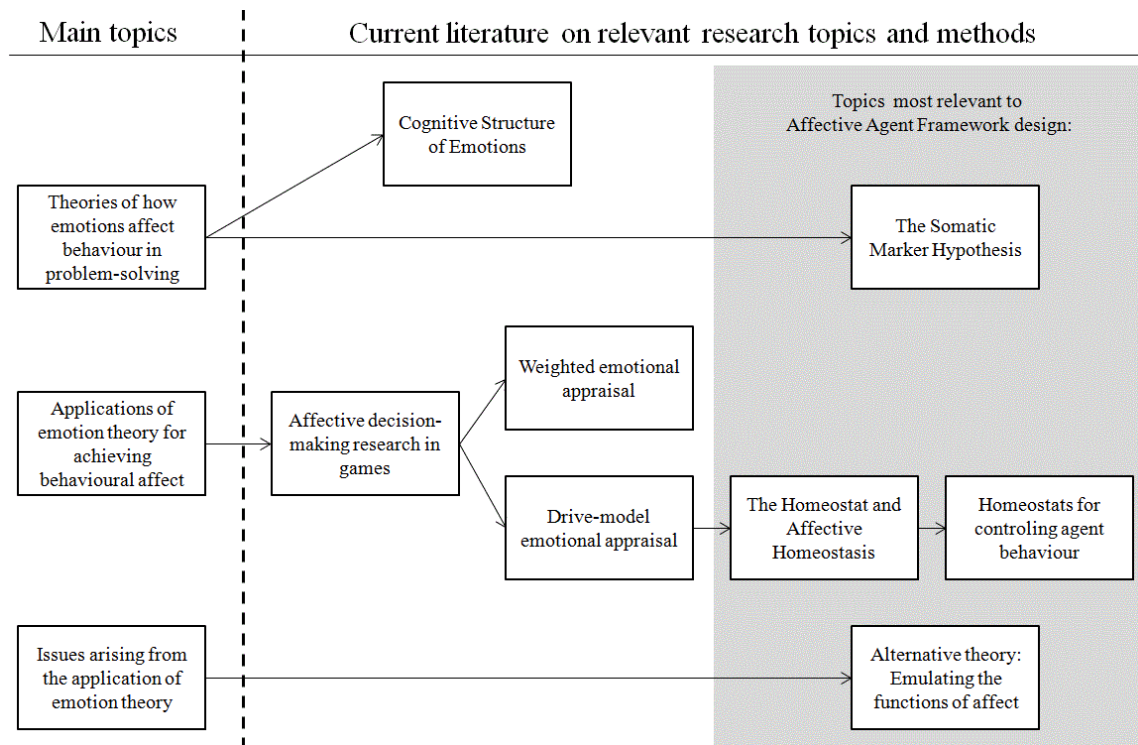 Main topics
Current literature on relevant research topics and methods
Topics most relevant to
Affective Agent Framework design:
Cognitive Structure
of Emotions
Theories of how
emotions affect
behaviour in
problem-solving
The Somatic
Marker Hypothesis
Weighted emotional
appraisal
Applications of
emotion theory for
achieving
behavioural affect
Affective decision-
making research in
games
Drive-model
emotional appraisal
The Homeostat and
Affective
Homeostasis
Homeostats for
controling agent
behaviour
Issues arising from
the application of
emotion theory
Alternative theory:
Emulating the
functions of affect